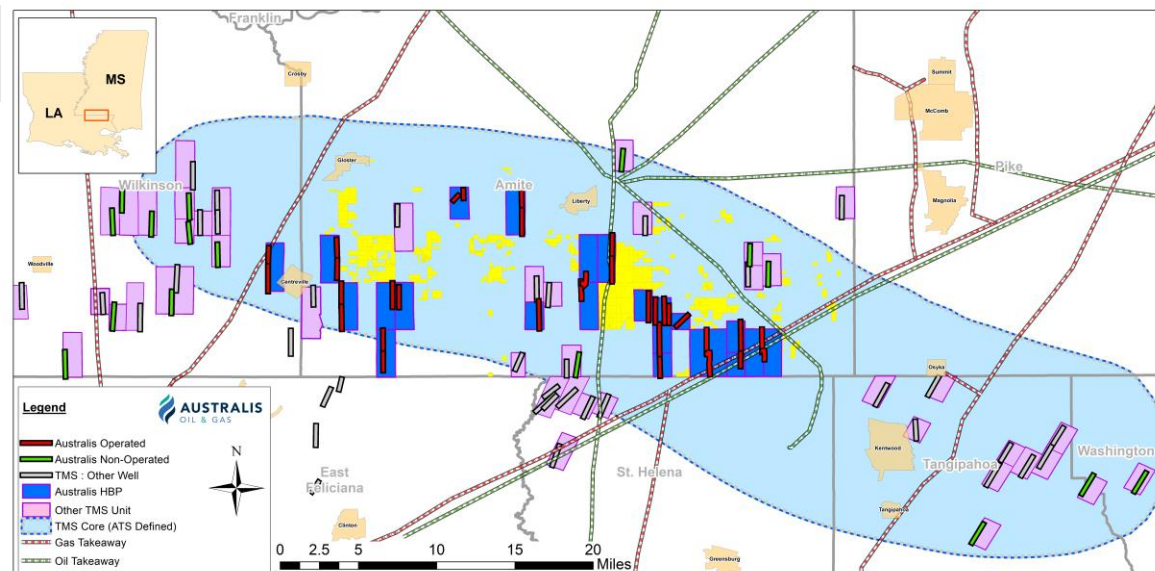 Franklin
MS
LA
Crosby
Summit
McComb
Gloster
Wilkinson
Amite
Pike
Liberty
Magnolia
Woodville
Centreville
Osyka
Legend
AUSTRALIS
OIL & GAS
Australis Operated
Australis Non-Operated
TMS : Other Well
Australis HBP
Other TMS Unit
TMS Core (ATS Defined)
Gas Takeaway
Oil Takeaway
N
East
Feliciana
St. Helena
Kentwood
Tangipahoa
Washington
Tangipahoa
Clinton
Greensburg
0 2.5 5 10 15 20
Miles